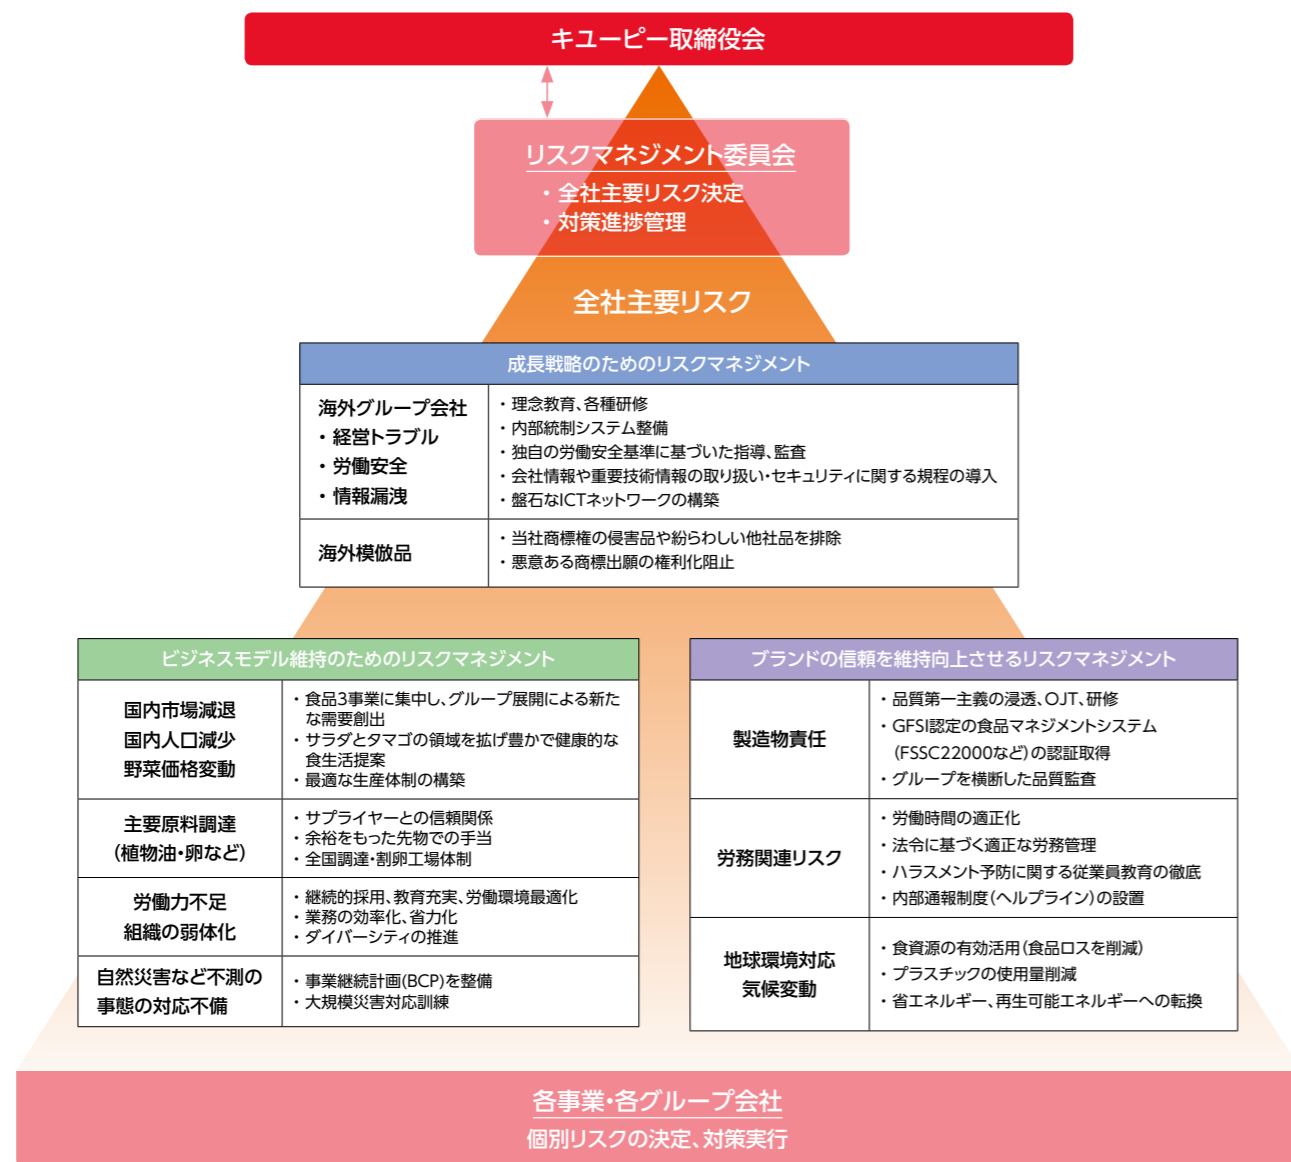 キユーピー取締役会
リスクマネジメント委員会
・全社主要リスク決定
・対策進捗管理
全社主要リスク
成長戦略のためのリスクマネジメント
海外グループ会社
・経営トラブル
・労働安全
・情報漏洩
・理念教育、各種研修
・内部統制システム整備
・独自の労働安全基準に基づいた指導、監査
・会社情報や重要技術情報の取り扱い・セキュリティに関する規程の導入
・盤石なICTネットワークの構築
海外模倣品
・当社商標権の侵害品や紛らわしい他社品を排除
・悪意ある商標出願の権利化阻止
ビジネスモデル維持のためのリスクマネジメント
国内市場減退
国内人口減少
野菜価格変動
・食品3事業に集中し、グループ展開による新た
な需要創出
・サラダとタマゴの領域を拡げ豊かで健康的な
食生活提案
・最適な生産体制の構築
主要原料調達
（植物油・卵など）
・サプライヤーとの信頼関係
・余裕をもった先物での手当
・全国調達・割卵工場体制
労働力不足
組織の弱体化
・継続的採用、教育充実、労働環境最適化
・業務の効率化、省力化
・ダイバーシティの推進
自然災害など不測の
事態の対応不備
・事業継続計画(BCP)を整備
・大規模災害対応訓練
ブランドの信頼を維持向上させるリスクマネジメント
製造物責任
・品質第一主義の浸透、OJT、研修
・GFSI認定の食品マネジメントシステム
（FSSC22000など）の認証取得
・グループを横断した品質監査
労務関連リスク
・労働時間の適正化
・法令に基づく適正な労務管理
・ハラスメント予防に関する従業員教育の徹底
・内部通報制度（ヘルプライン）の設置
地球環境対応
気候変動
・食資源の有効活用（食品ロスを削減）
・プラスチックの使用量削減
・省エネルギー、再生可能エネルギーへの転換
各事業・各グループ会社
個別リスクの決定、対策実行